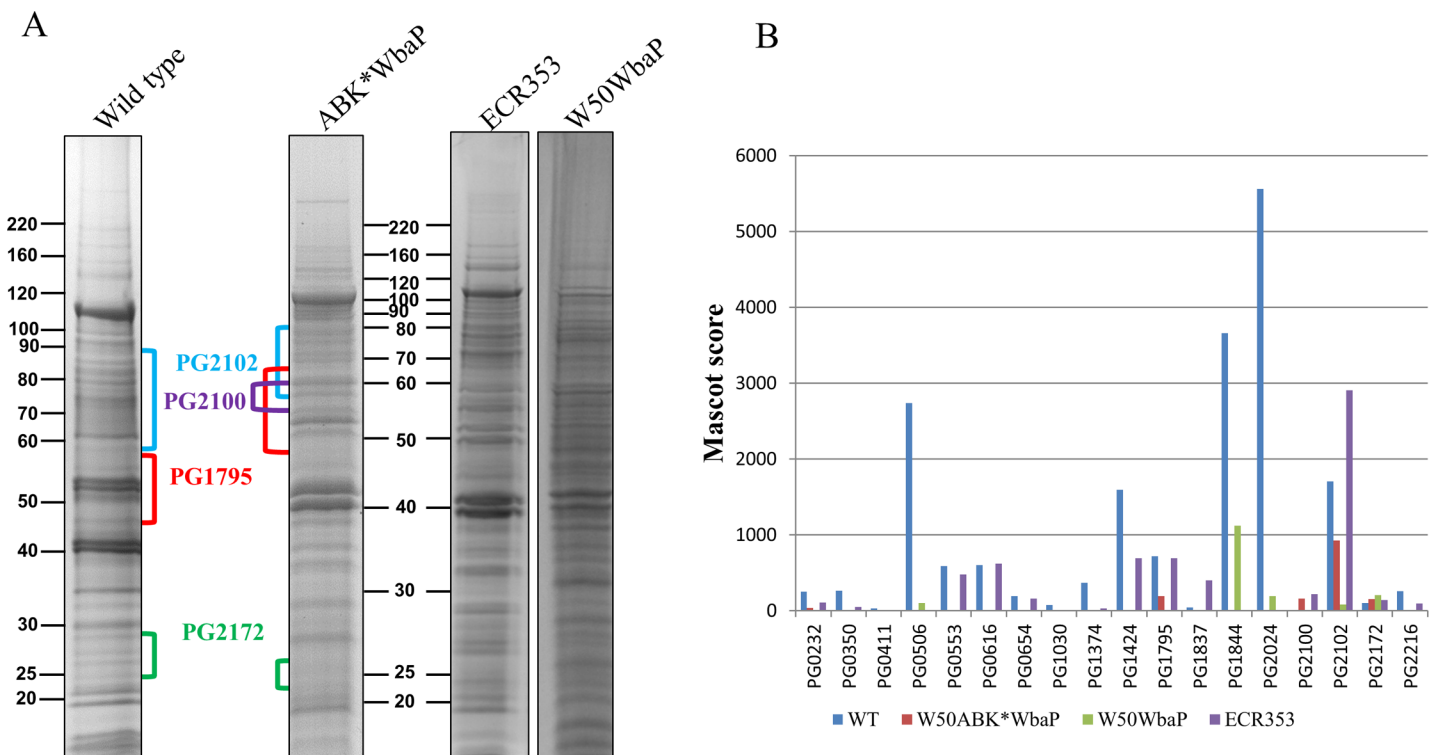 A
Wild type
ABK*WbaP
ECR353
W50WbaP
220
160
120
100
90
80
70
60
50
40
30
25
20
PG2102
PG2100
PG1795
PG2172
220
160
120
100
90
80
70
60
50
40
30
25
20
B
Mascot score
6000
5000
4000
3000
2000
1000
0
PG0232
PG0350
PG0411
PG0506
PG0553
PG0616
PG0654
PG1030
PG1374
PG1424
PG1795
PG1837
PG18444
PG2024
PG2100
PG2102
PG2172
PG2216
WT W50ABK*WbaP W50WbaP ECR353